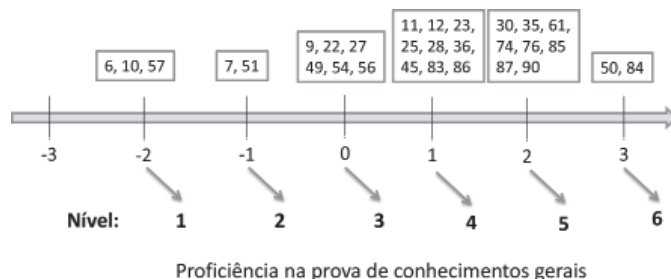 6, 10, 57
7, 51
9, 22, 27
49, 54, 56
11, 12, 23,
25, 28, 36,
45, 83, 86
30, 35, 61,
74, 76, 85
87, 90
50, 84
-3 -2 -1 0 1 2 3
Nível: 1 2 3 4 5 6
Proficiência na prova de conhecimentos gerais